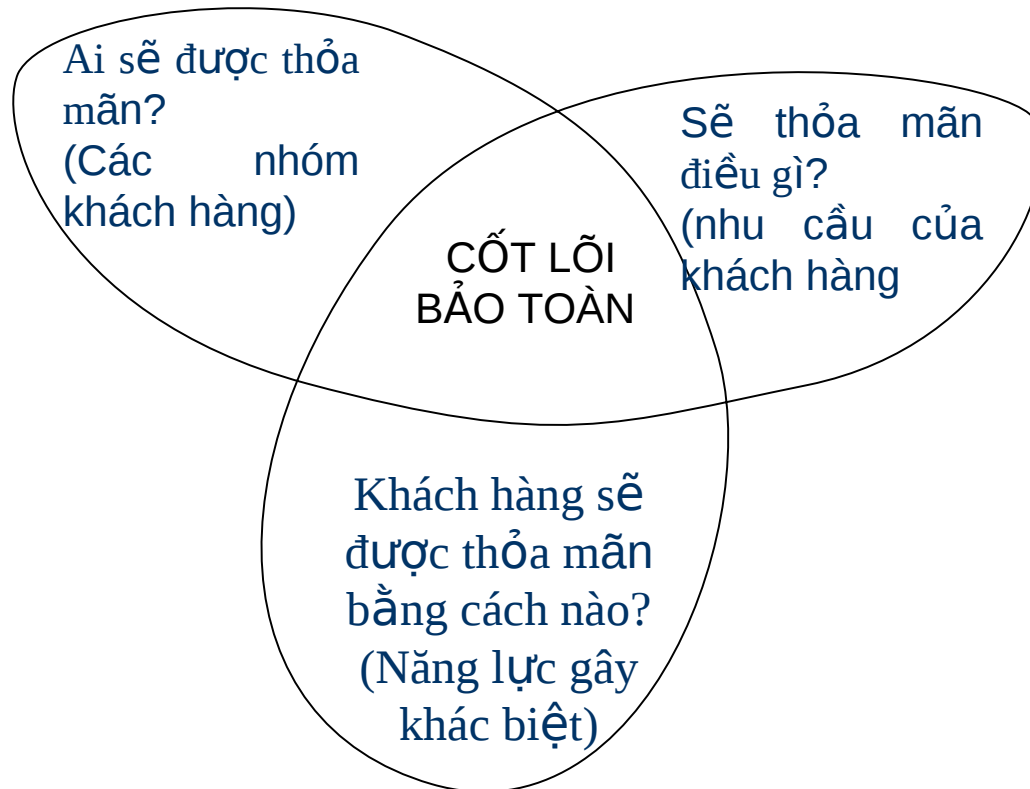 Ai sẽ được thỏa
mãn?
(Các nhóm
khách hàng)
Sẽ thỏa mãn
điều gì?
(nhu cầu của
khách hàng
CỐT LÕI
BẢO TOÀN
Khách hàng sẽ
được thỏa mãn
bằng cách nào?
(Năng lực gây
khác biệt)